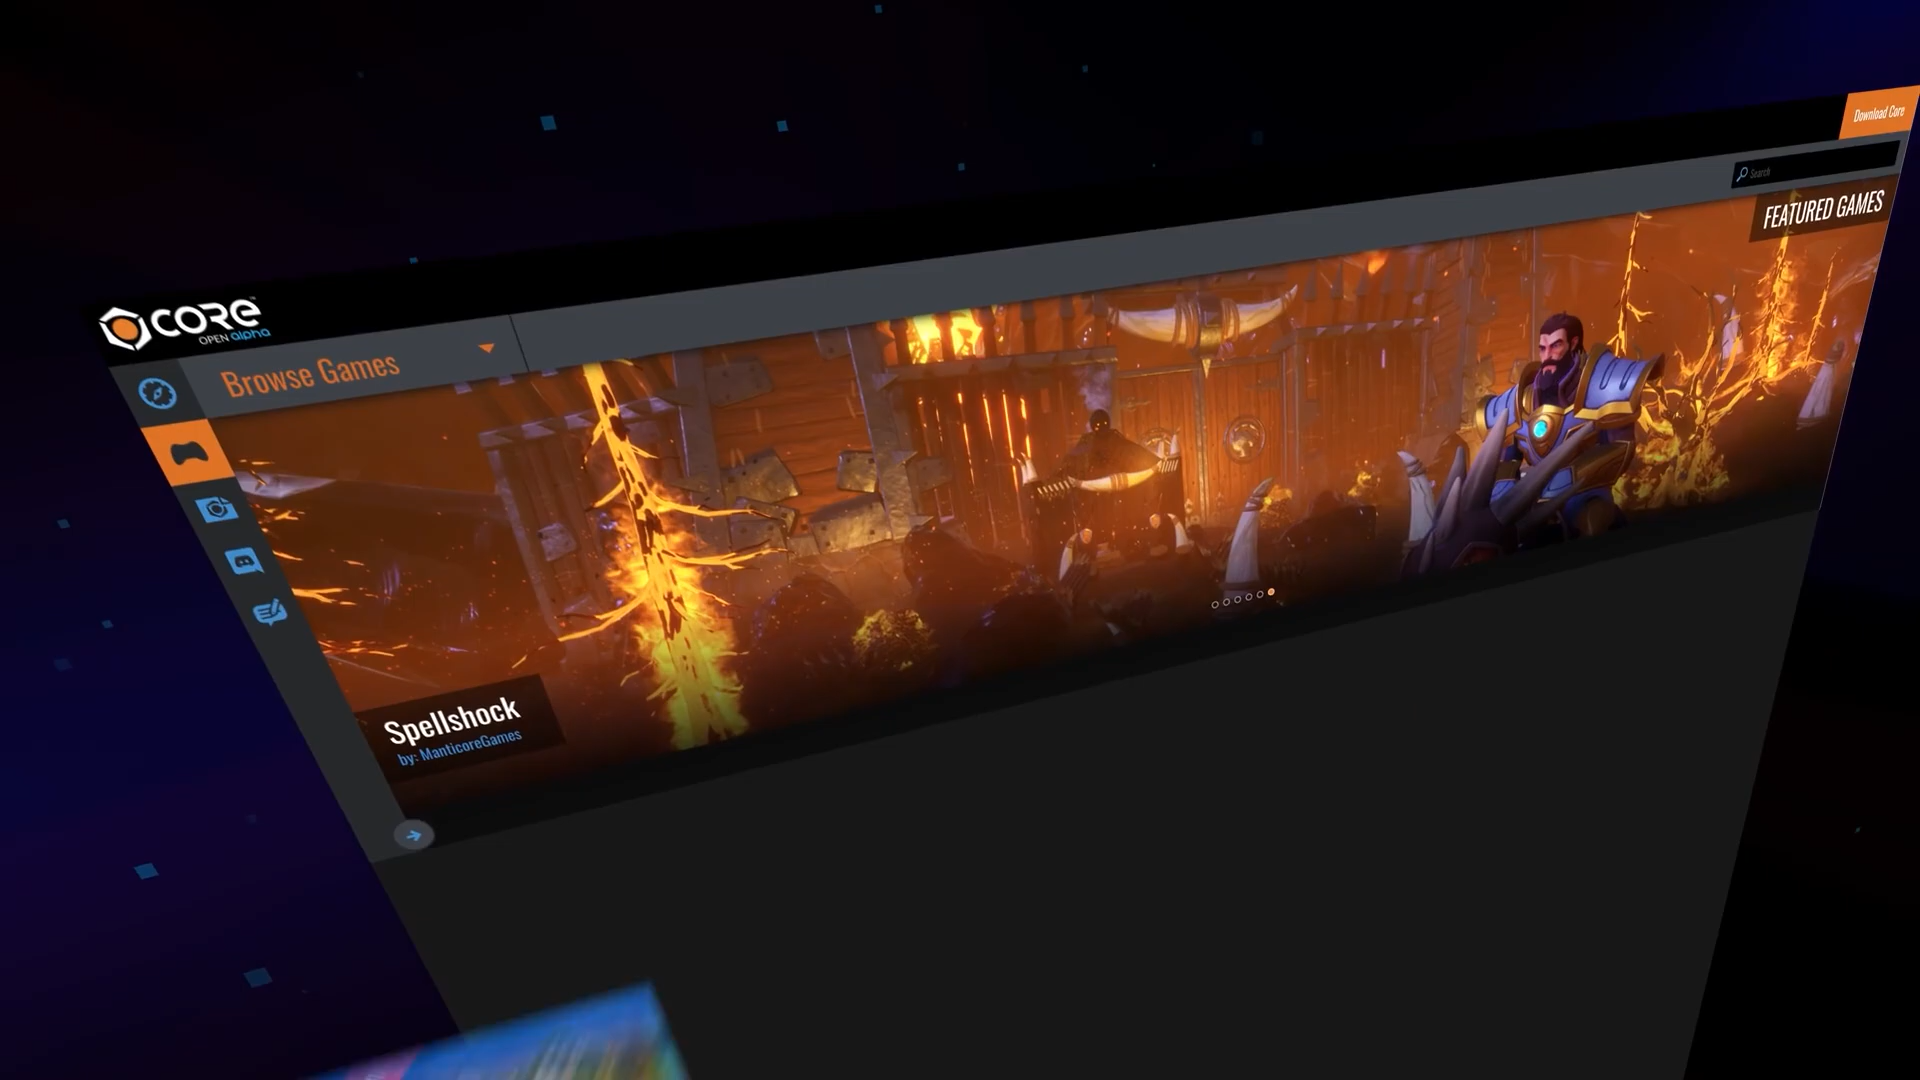 Download Core
Search
FEATURED GAMES
CORE
OPEN alpha
Browse Games
Spellshock
by: ManticoreGames